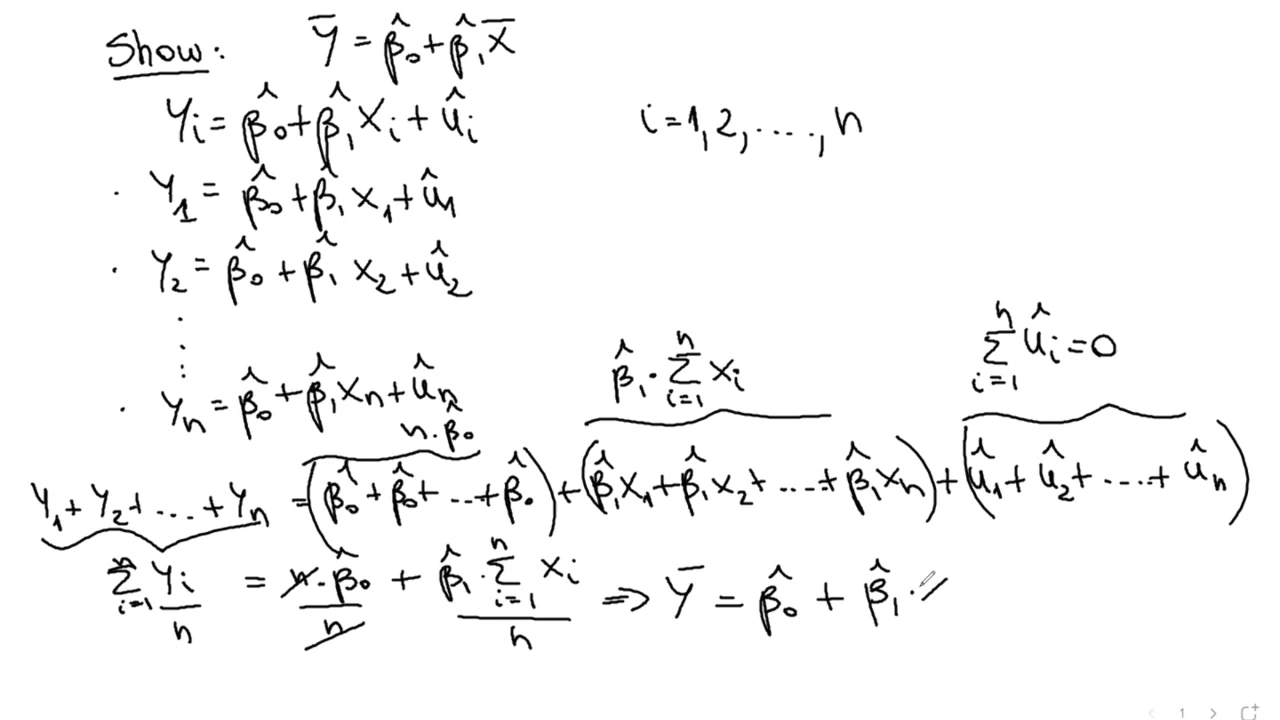 Show: Ȳ = β̂₀ + β̂₁X̄
Yᵢ = β̂₀ + β̂₁Xᵢ + ûᵢ    i = 1, 2, ...., n
· Y₁ = β̂₀ + β̂₁X₁ + û₁
· Y₂ = β̂₀ + β̂₁X₂ + û₂
⋮
· Yₙ = β̂₀ + β̂₁Xₙ + ûₙ
n·β̂₀    β̂₁·∑ᵢ₌₁ⁿ Xᵢ    ∑ᵢ₌₁ⁿ ûᵢ = 0
Y₁ + Y₂ + ... + Yₙ = (β̂₀ + β̂₀ + ... + β̂₀) + (β̂₁X₁ + β̂₁X₂ + .... + β̂₁Xₙ) + (û₁ + û₂ + .... + ûₙ)
∑ᵢ₌₁ⁿ Yᵢ / n = n·β̂₀ / n + β̂₁·∑ᵢ₌₁ⁿ Xᵢ / n ⇒ Ȳ = β̂₀ + β̂₁·
1